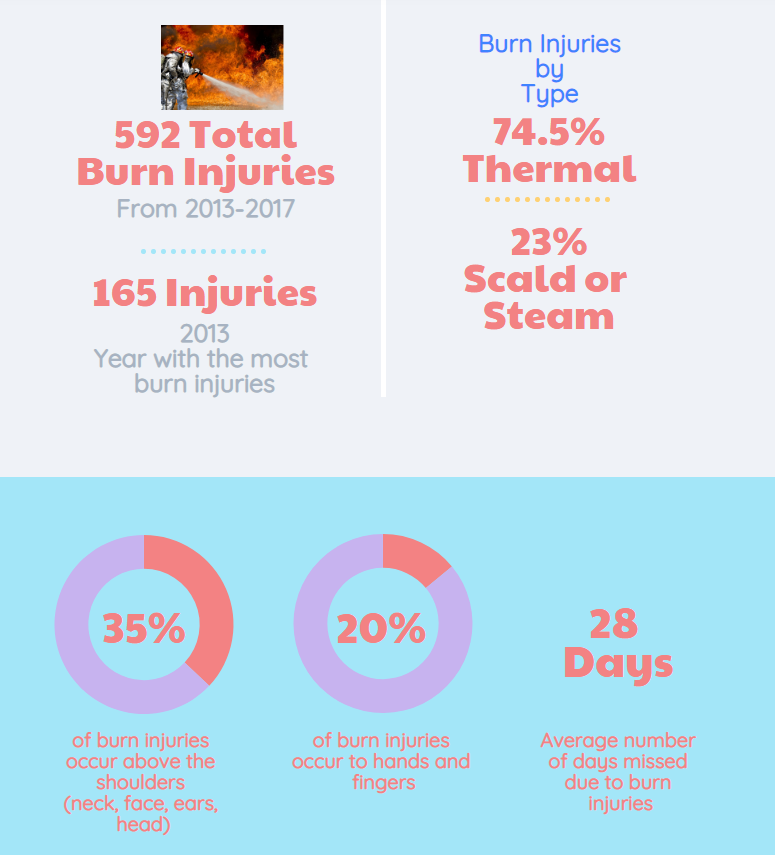 592 Total
Burn Injuries
From 2013-2017
165 Injuries
2013
Year with the most
burn injuries
Burn Injuries
by
Type
74.5%
Thermal
23%
Scald or
Steam
35%
of burn injuries
occur above the
shoulders
(neck, face, ears,
head)
20%
of burn injuries
occur to hands and
fingers
28
Days
Average number
of days missed
due to burn
injuries